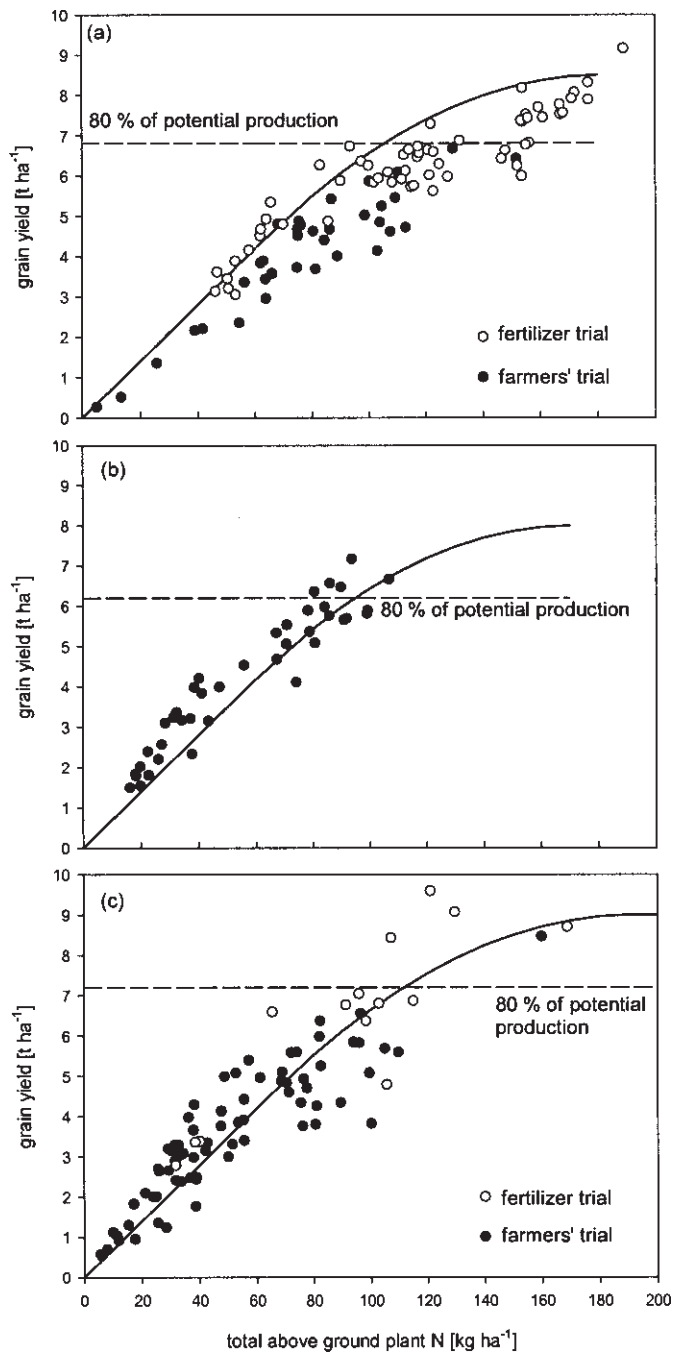 (a)
10
9
8
7
6
5
4
3
2
1
0
80 % of potential production
grain yield [t ha⁻¹]
fertilizer trial
farmers' trial
(b)
10
9
8
7
6
5
4
3
2
1
0
80 % of potential production
grain yield [t ha⁻¹]
(c)
10
9
8
7
6
5
4
3
2
1
0
80 % of potential
production
grain yield [t ha⁻¹]
fertilizer trial
farmers' trial
0 20 40 60 80 100 120 140 160 180 200
total above ground plant N [kg ha⁻¹]